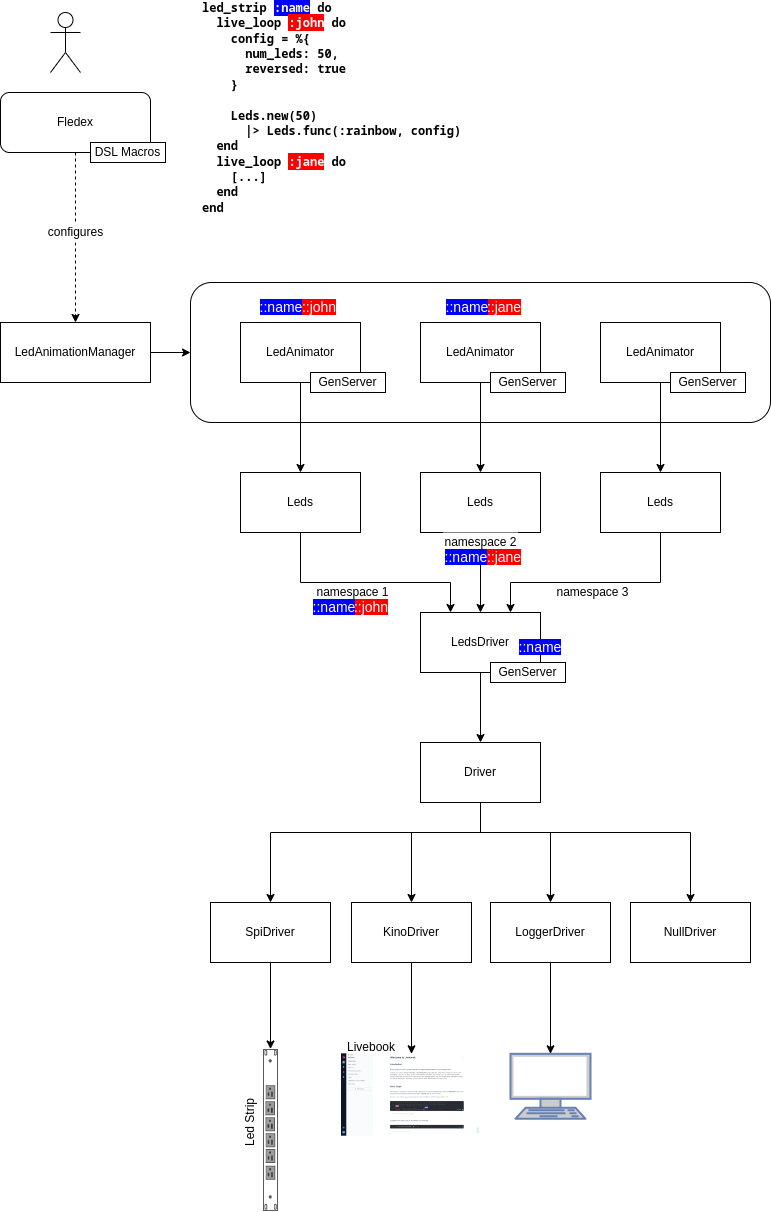 led_strip :name do
  live_loop :john do
    config = %{
      num_leds: 50,
      reversed: true
    }

    Leds.new(50)
      |> Leds.func(:rainbow, config)
  end
  live_loop :jane do
    [...]
  end
end
Fledex
DSL Macros
configures
LedAnimationManager
::name::john
::name::jane
LedAnimator
GenServer
LedAnimator
GenServer
LedAnimator
GenServer
Leds
Leds
Leds
namespace 1
::name::john
namespace 2
::name::jane
namespace 3
LedsDriver
::name
GenServer
Driver
SpiDriver
KinoDriver
LoggerDriver
NullDriver
Led Strip
Livebook